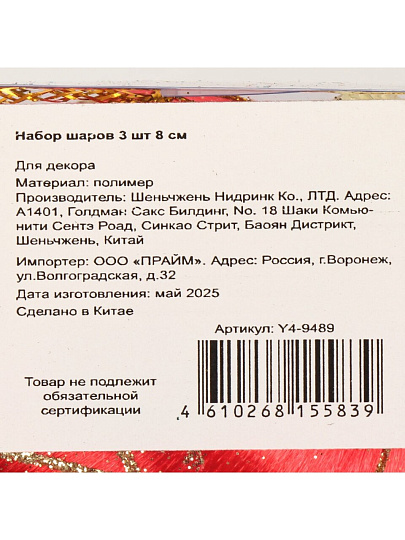 Набор шаров 3 шт 8 см
Для декора
Материал: полимер
Производитель: Шеньчжень Нидринк Ко., ЛТД. Адрес:
А1401, Голдман Сакс Билдинг, No. 18 Шаки Комью-
нити Сентэ Роад, Синкао Стрит, Баоян Дистрикт,
Шеньчжень, Китай
Импортер: ООО «ПРАЙМ». Адрес: Россия, г.Воронеж,
ул.Волгоградская, д.32
Дата изготовления: май 2025
Сделано в Китае
Артикул: Y4-9489
Товар не подлежит
обязательной
сертификации
4 610268 155839